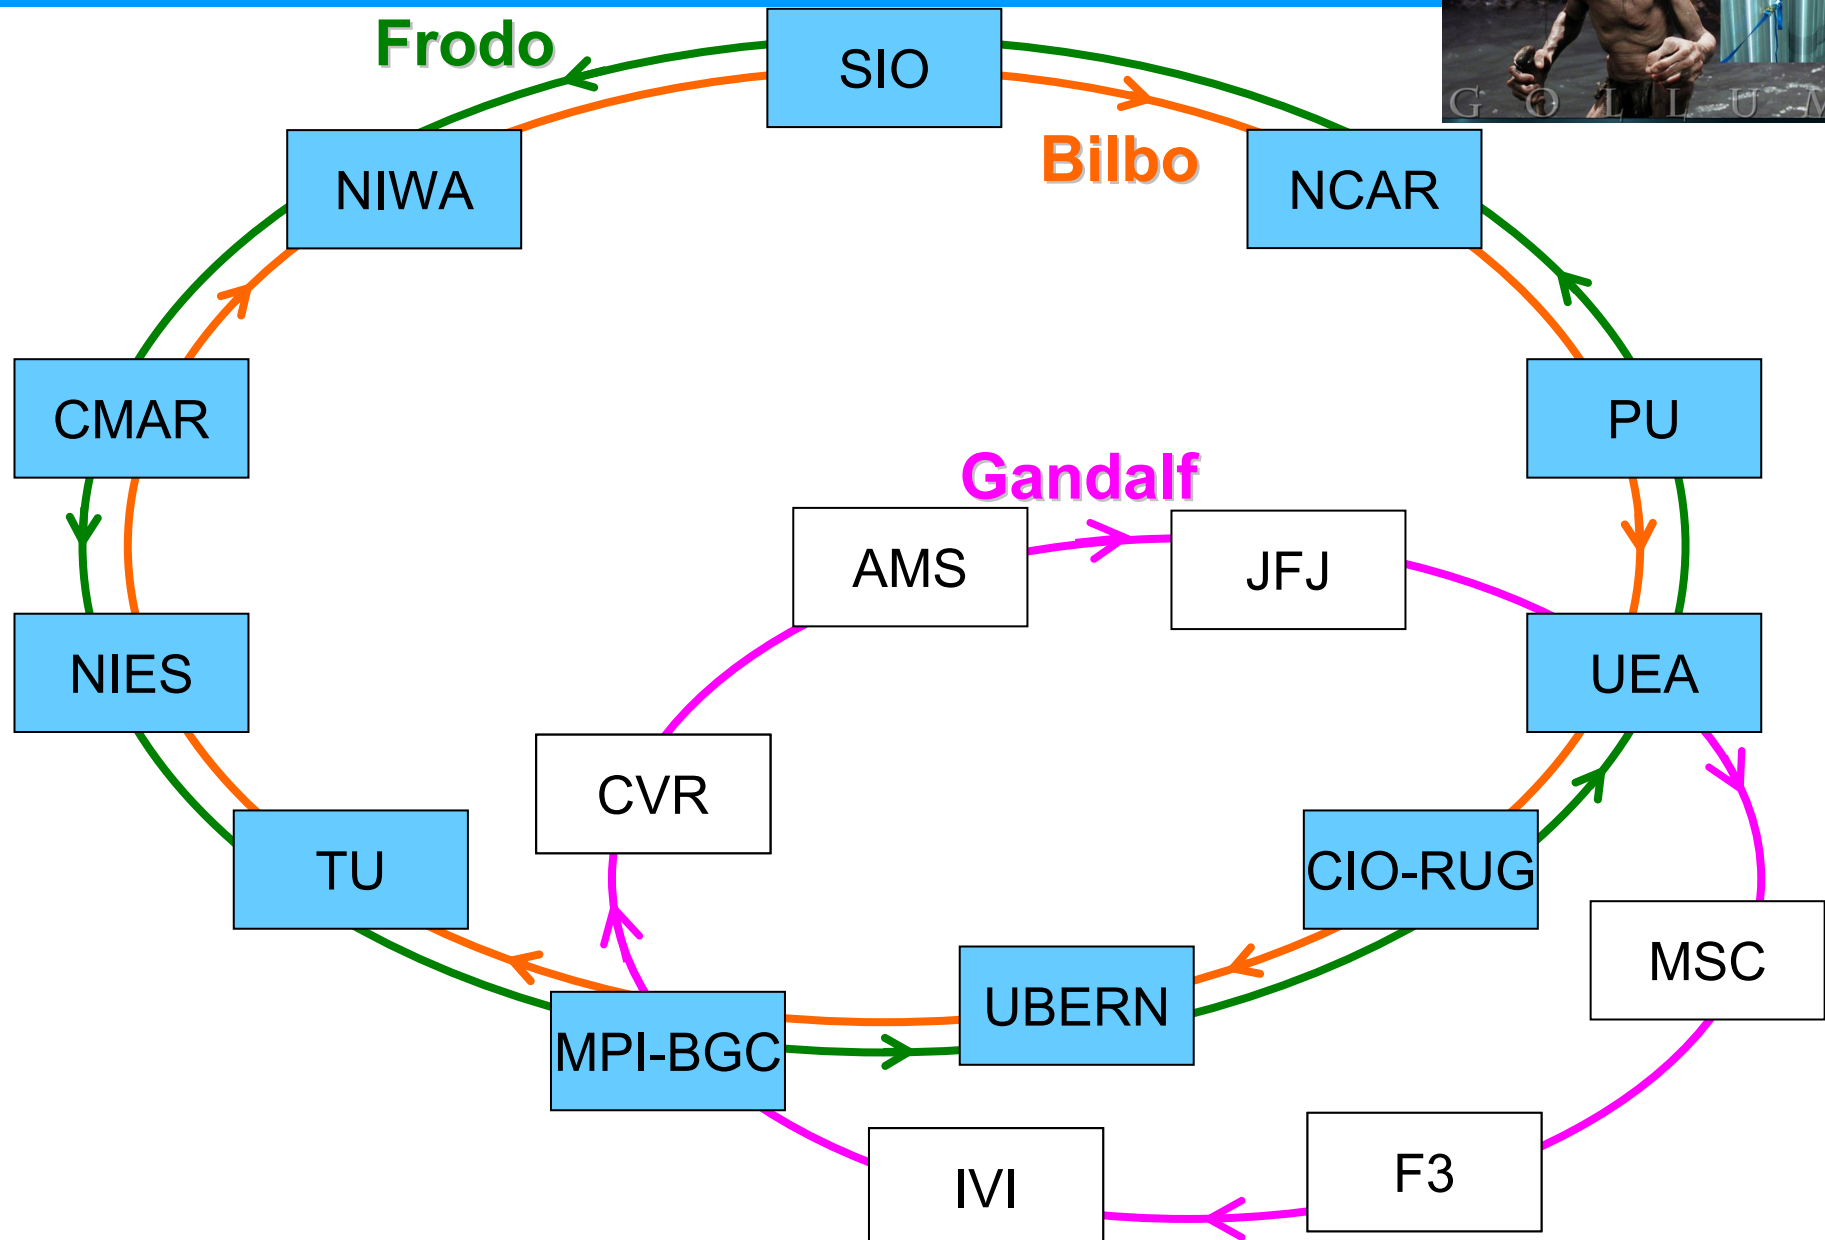 Frodo
SIO
GOLLUM
Bilbo
NIWA
NCAR
CMAR
PU
Gandalf
AMS
JFJ
NIES
UEA
CVR
TU
CIO-RUG
MSC
UBERN
MPI-BGC
IVI
F3